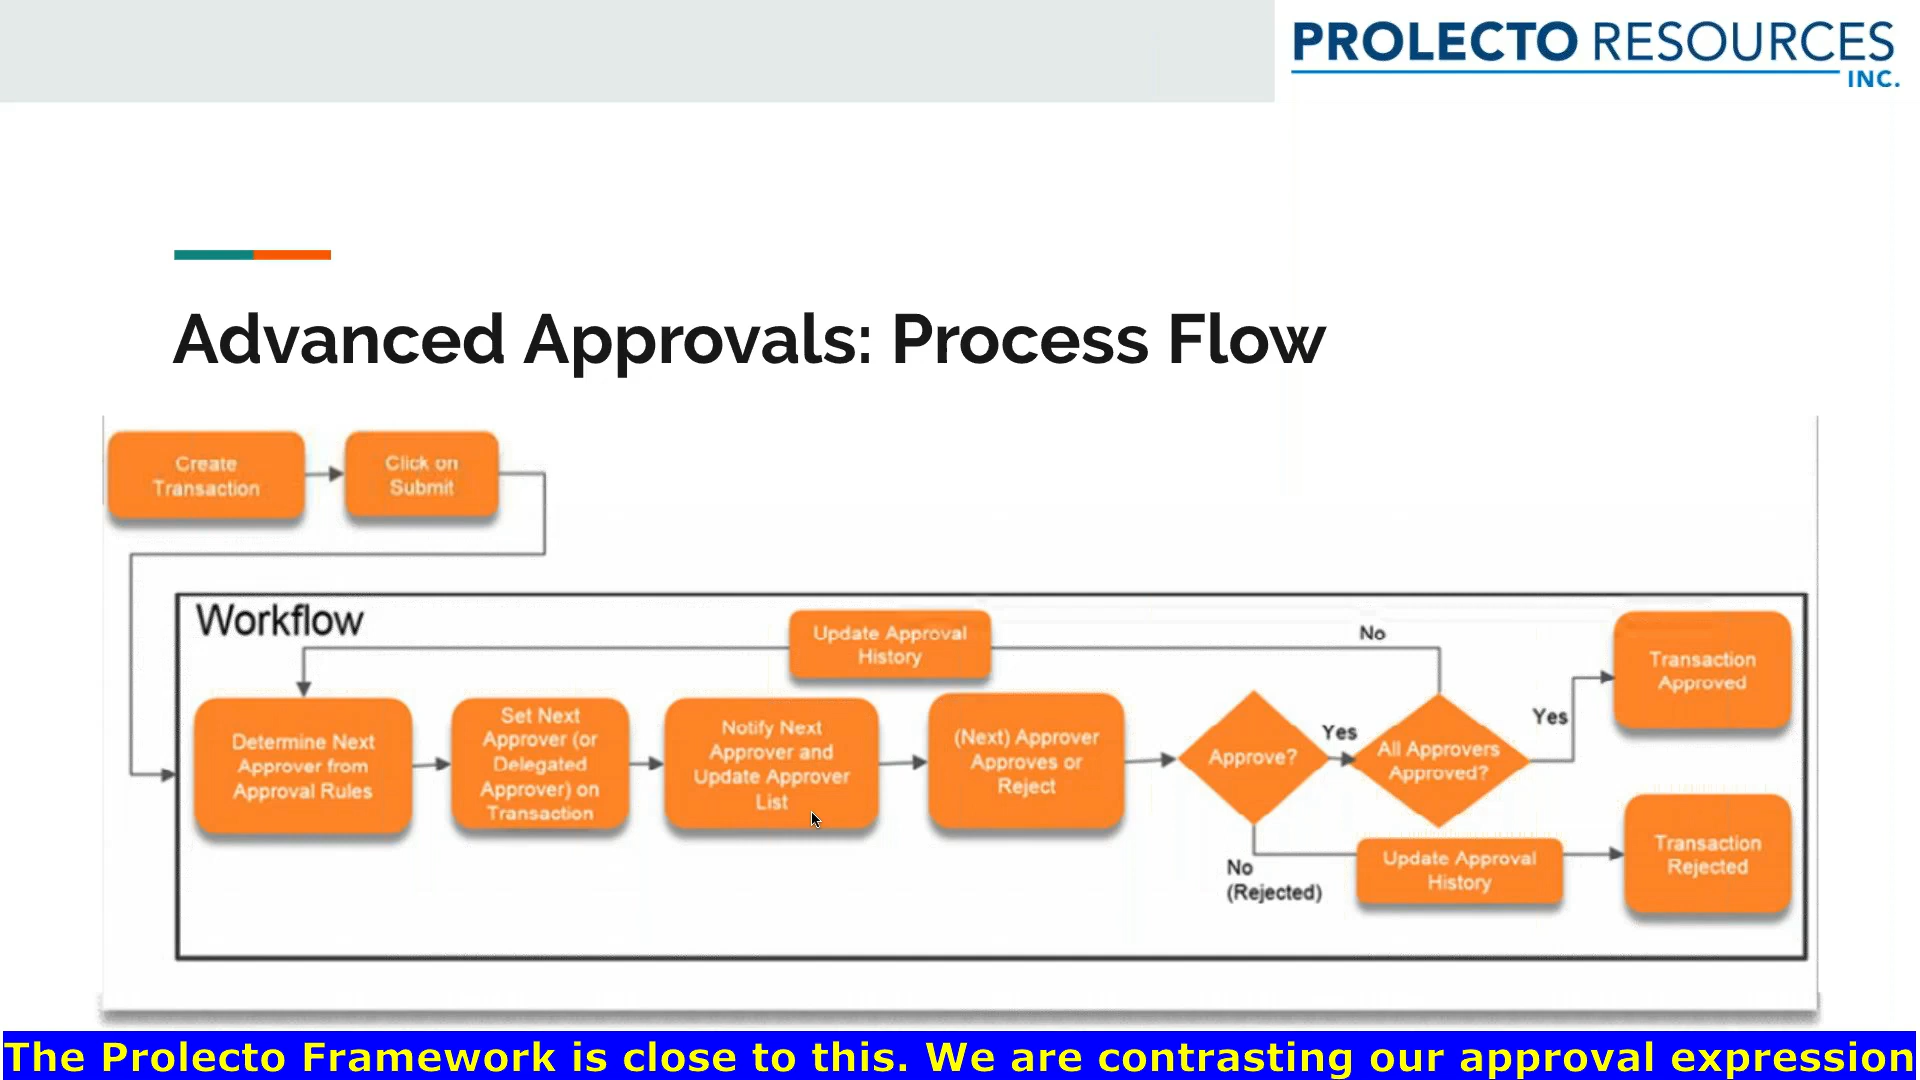 PROLECTO RESOURCES
INC.
Advanced Approvals: Process Flow
Create
Transaction
Click on
Submit
Workflow
Update Approval
History
No
Transaction
Approved
Determine Next
Approver from
Approval Rules
Set Next
Approver (or
Delegated
Approver) on
Transaction
Notify Next
Approver and
Update Approver
List
(Next) Approver
Approves or
Reject
Approve?
Yes
All Approvers
Approved?
Yes
No
(Rejected)
Update Approval
History
Transaction
Rejected
The Prolecto Framework is close to this. We are contrasting our approval expression